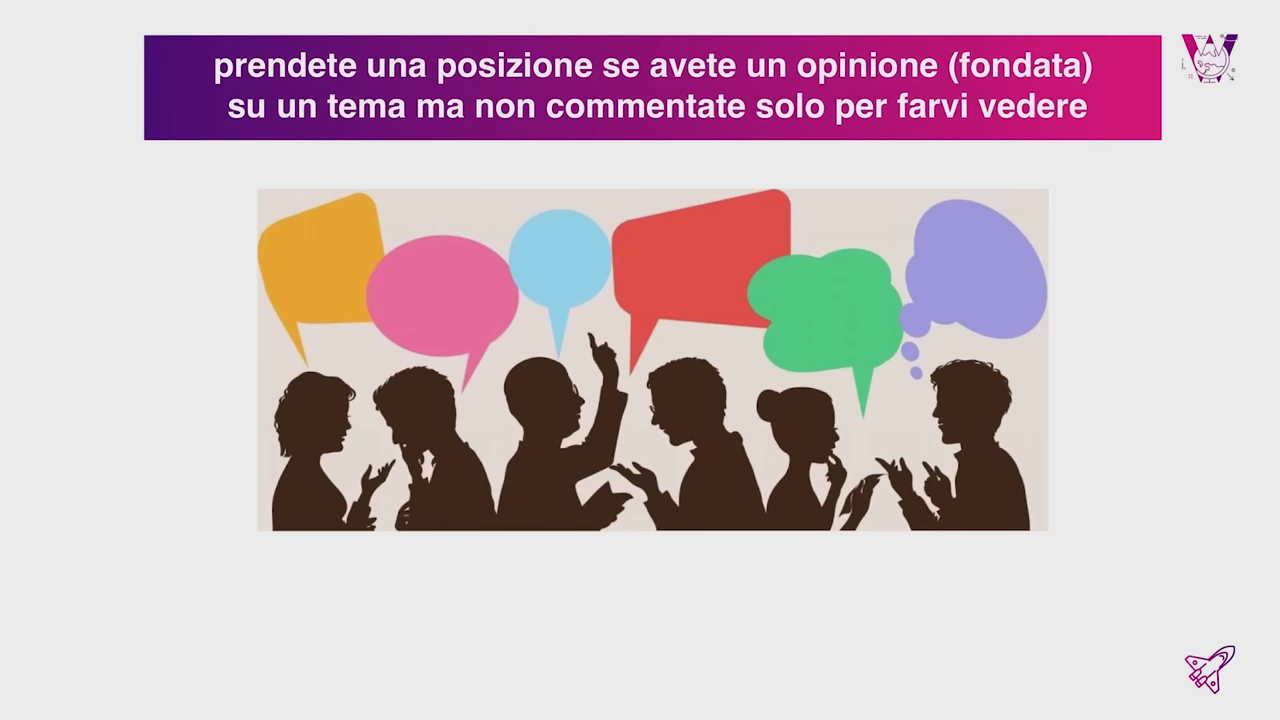 prendete una posizione se avete un opinione (fondata)
su un tema ma non commentate solo per farvi vedere
W